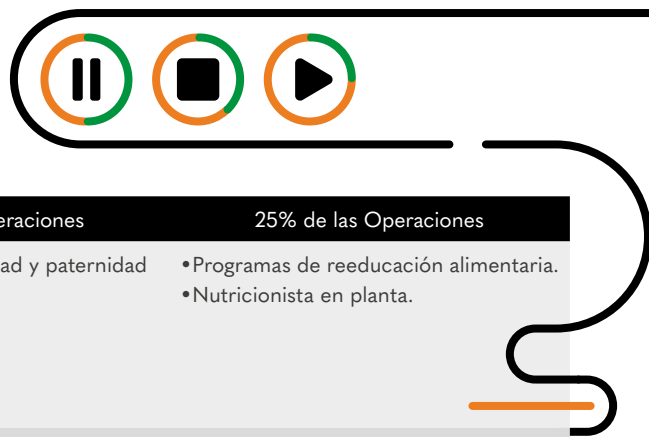 eraciones
25% de las Operaciones
ad y paternidad
•Programas de reeducación alimentaria.
•Nutricionista en planta.